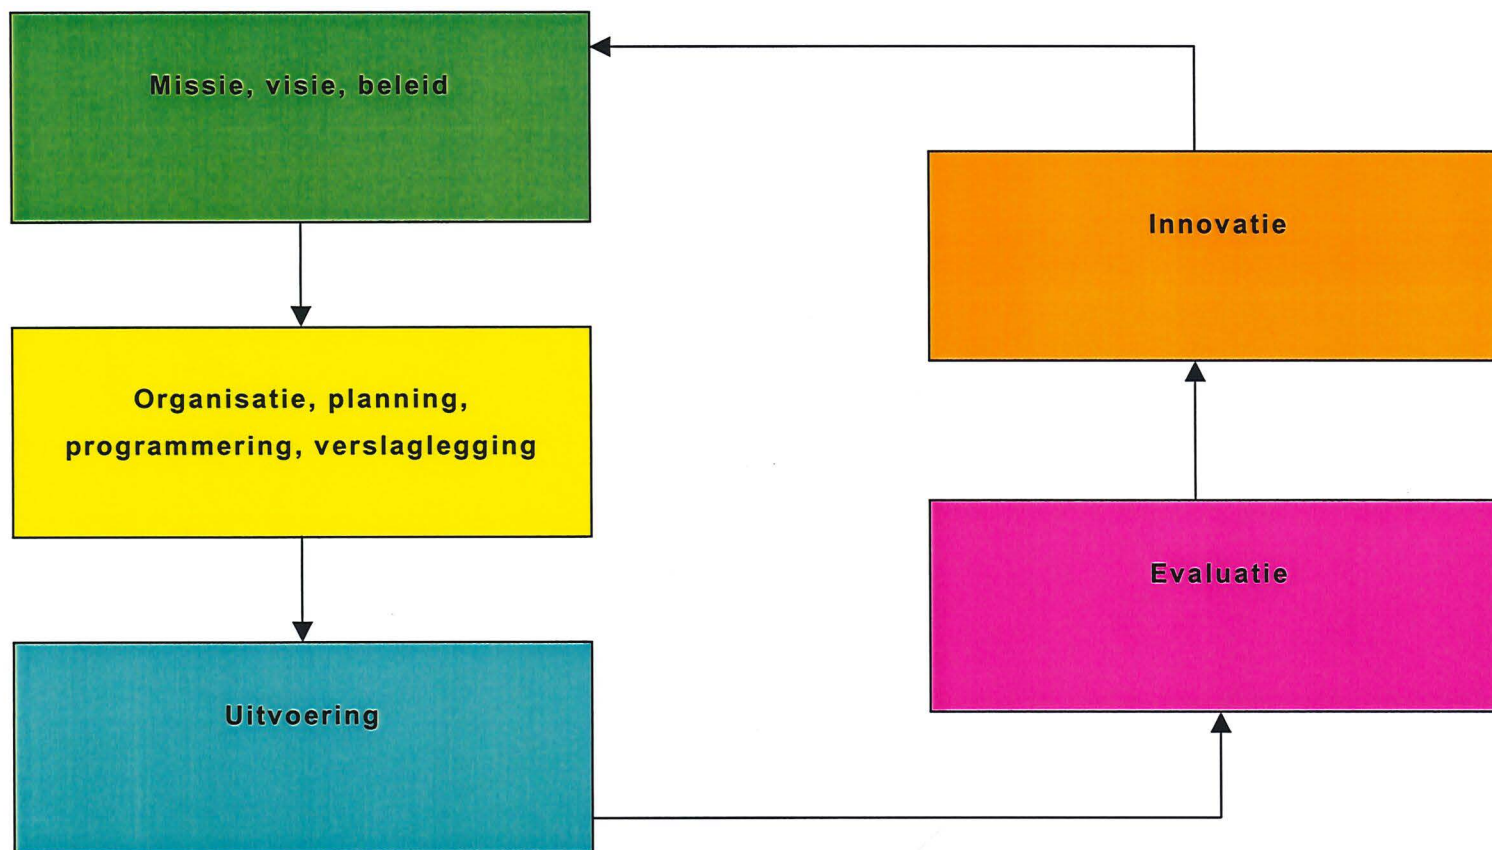 Missie, visie, beleid
Organisatie, planning,
programmering, verslaglegging
Uitvoering
Innovatie
Evaluatie